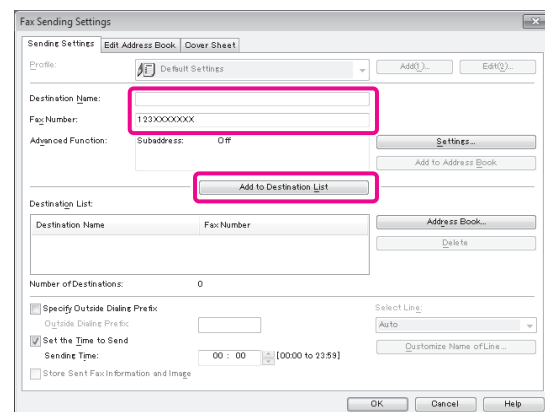 Fax Sending Settings
Sending Settings Edit Address Book Cover Sheet
Profile: Default Settings Add(1)... Edit(2)...
Destination Name:
Fax Number: 123XXXXXXX
Advanced Function: Subaddress: Off Settings...
Add to Address Book
Add to Destination List
Destination List:
Destination Name Fax Number Address Book...
Delete
Number of Destinations: 0
Specify Outside Dialing Prefix Select Line:
Outside Dialing Prefix: Auto
Set the Time to Send Customize Name of Line...
Sending Time: 00 : 00 [00:00 to 23:59]
Store Sent Fax Information and Image
OK Cancel Help